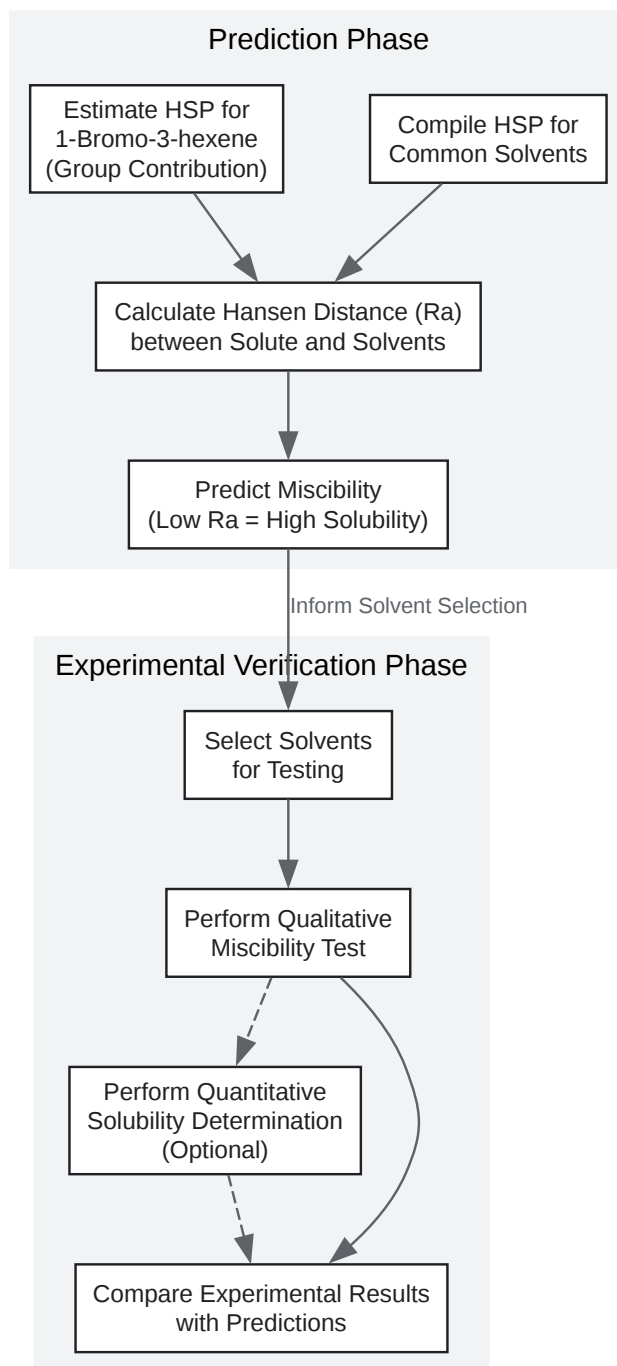 Prediction Phase
Estimate HSP for
1-Bromo-3-hexene
(Group Contribution)
Compile HSP for
Common Solvents
Calculate Hansen Distance (Ra)
between Solute and Solvents
Predict Miscibility
(Low Ra = High Solubility)
Inform Solvent Selection
Experimental Verification Phase
Select Solvents
for Testing
Perform Qualitative
Miscibility Test
Perform Quantitative
Solubility Determination
(Optional)
Compare Experimental Results
with Predictions